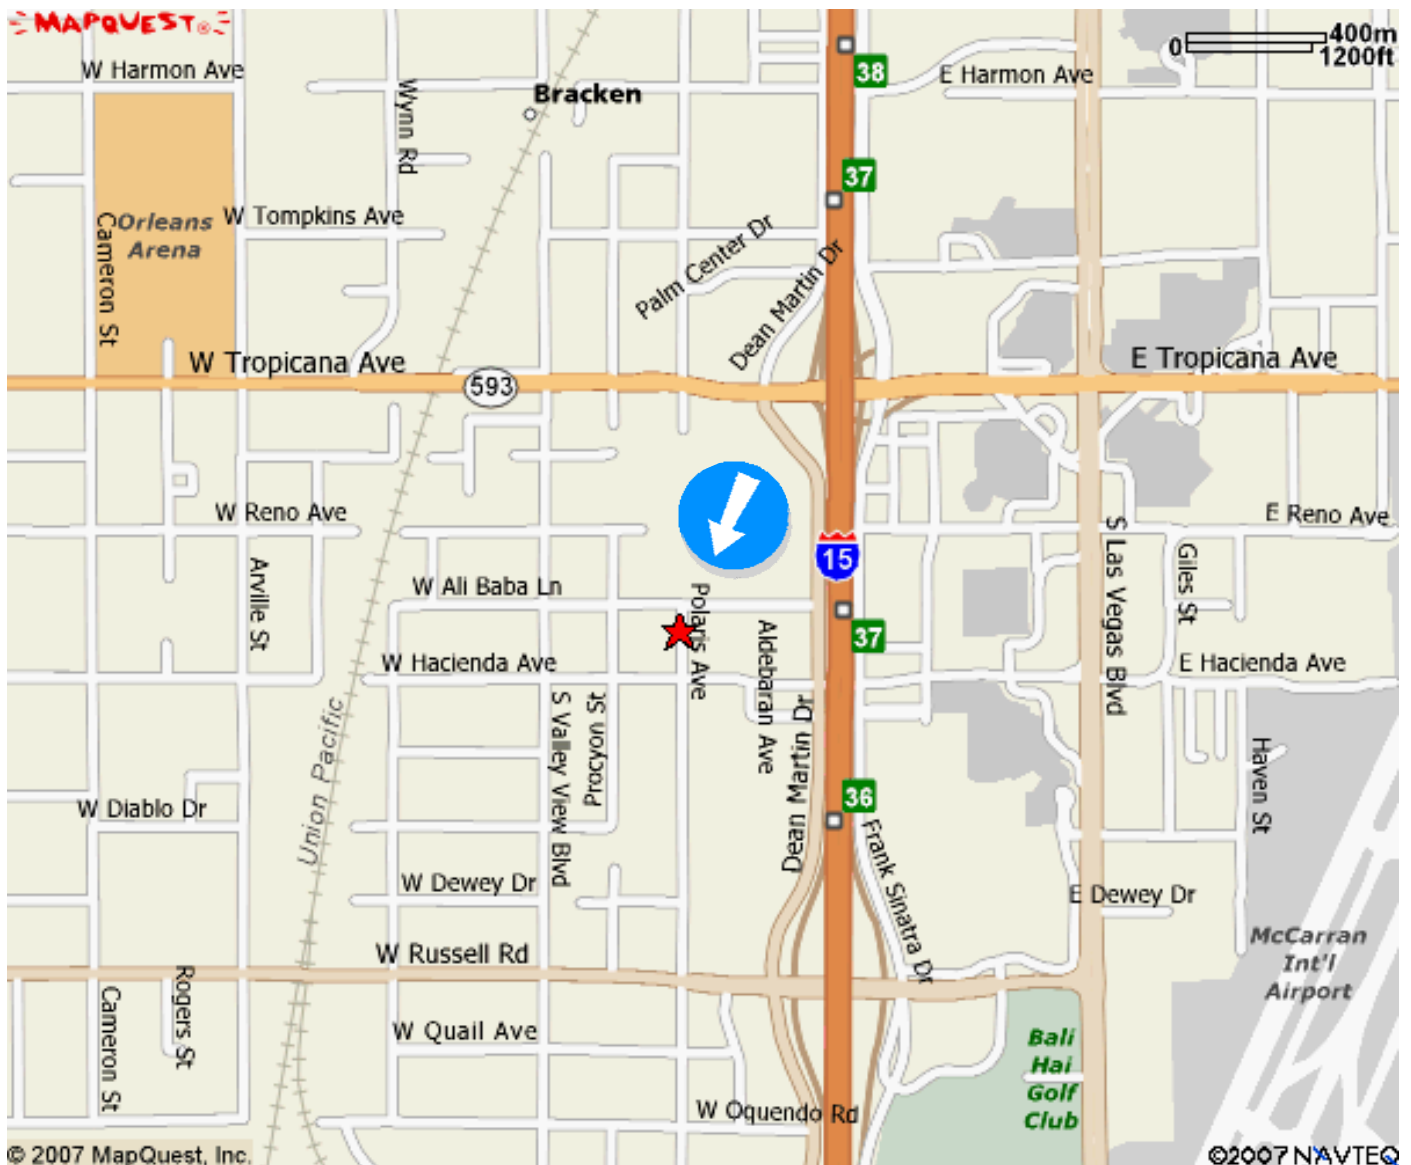 MAPQUEST®
400m
0
1200ft
W Harmon Ave
38
E Harmon Ave
Wynn Rd
Bracken
37
Orleans
Arena
Cameron St
W Tompkins Ave
Palm Center Dr
Dean Martin Dr
W Tropicana Ave
E Tropicana Ave
593
W Reno Ave
E Reno Ave
S Las Vegas Blvd
Giles St
15
Arville St
W Ali Baba Ln
Polaris Ave
Aldebaran Ave
37
W Hacienda Ave
E Hacienda Ave
Union Pacific
S Valley View Blvd
Procyon St
Dean Martin Dr
Haven St
W Diablo Dr
36
Frank Sinatra Dr
W Dewey Dr
E Dewey Dr
W Russell Rd
McCarran
Int'l
Airport
Rogers St
Cameron St
W Quail Ave
Bali
Hai
Golf
Club
W Oquendo Rd
© 2007 MapQuest, Inc.
©2007 NAVTEQ